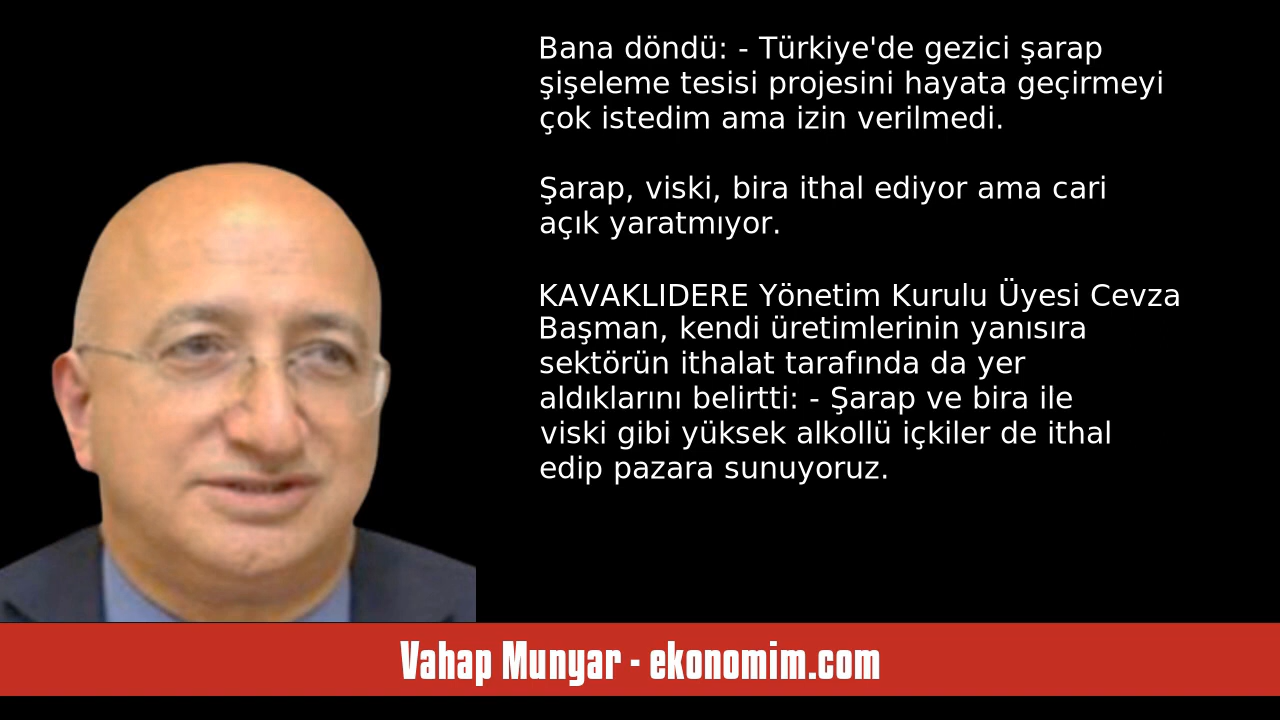 Bana döndü: - Türkiye'de gezici şarap
şişeleme tesisi projesini hayata geçirmeyi
çok istedim ama izin verilmedi.
Şarap, viski, bira ithal ediyor ama cari
açık yaratmıyor.
KAVAKLIDERE Yönetim Kurulu Üyesi Cevza
Başman, kendi üretimlerinin yanısıra
sektörün ithalat tarafında da yer
aldıklarını belirtti: - Şarap ve bira ile
viski gibi yüksek alkollü içkiler de ithal
edip pazara sunuyoruz.
Vahap Munyar - ekonomim.com